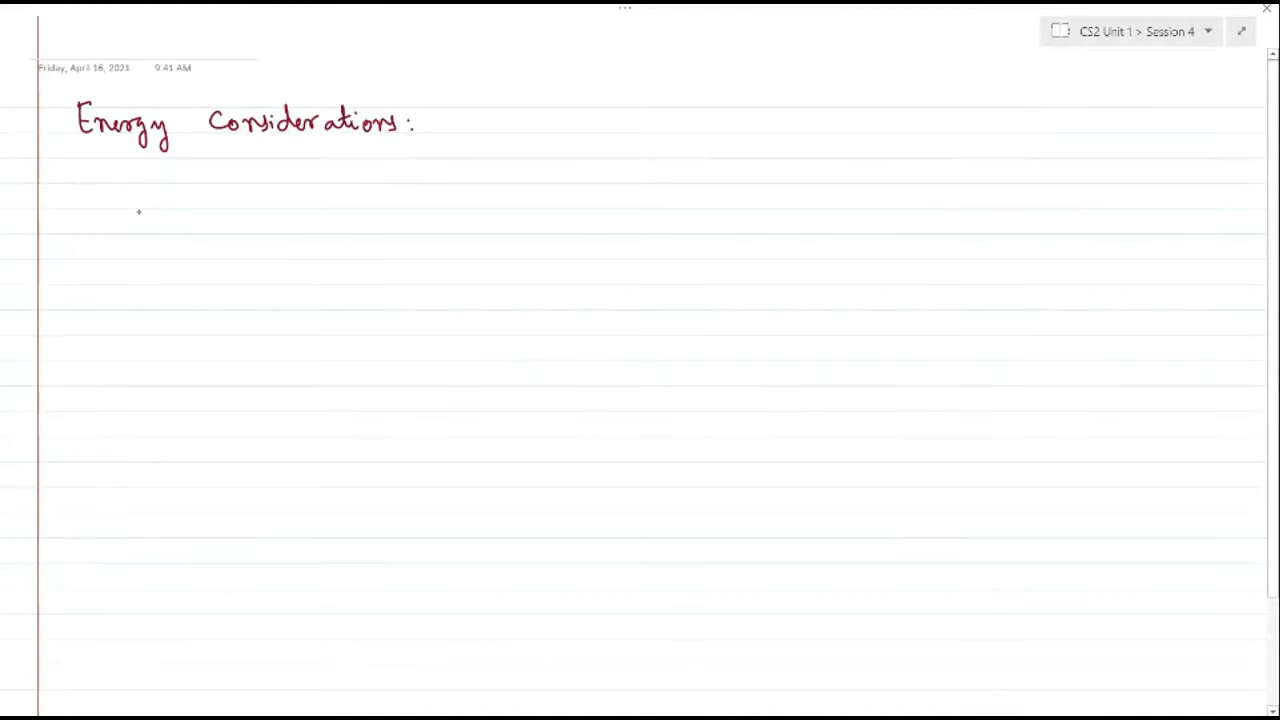 CS2 Unit 1 > Session 4
Friday, April 16, 2021 9:41 AM
Energy Considerations: